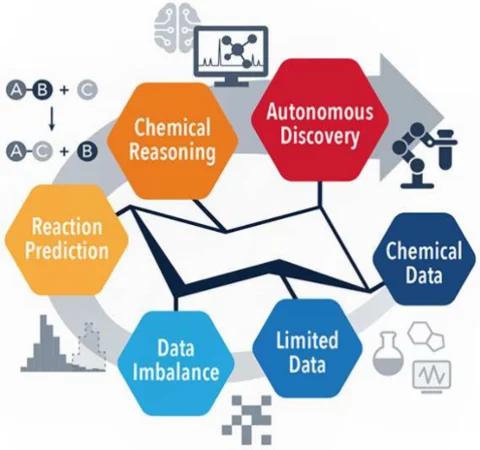 A-B + C
A-C + B
Chemical
Reasoning
Autonomous
Discovery
Reaction
Prediction
Chemical
Data
Data
Imbalance
Limited
Data